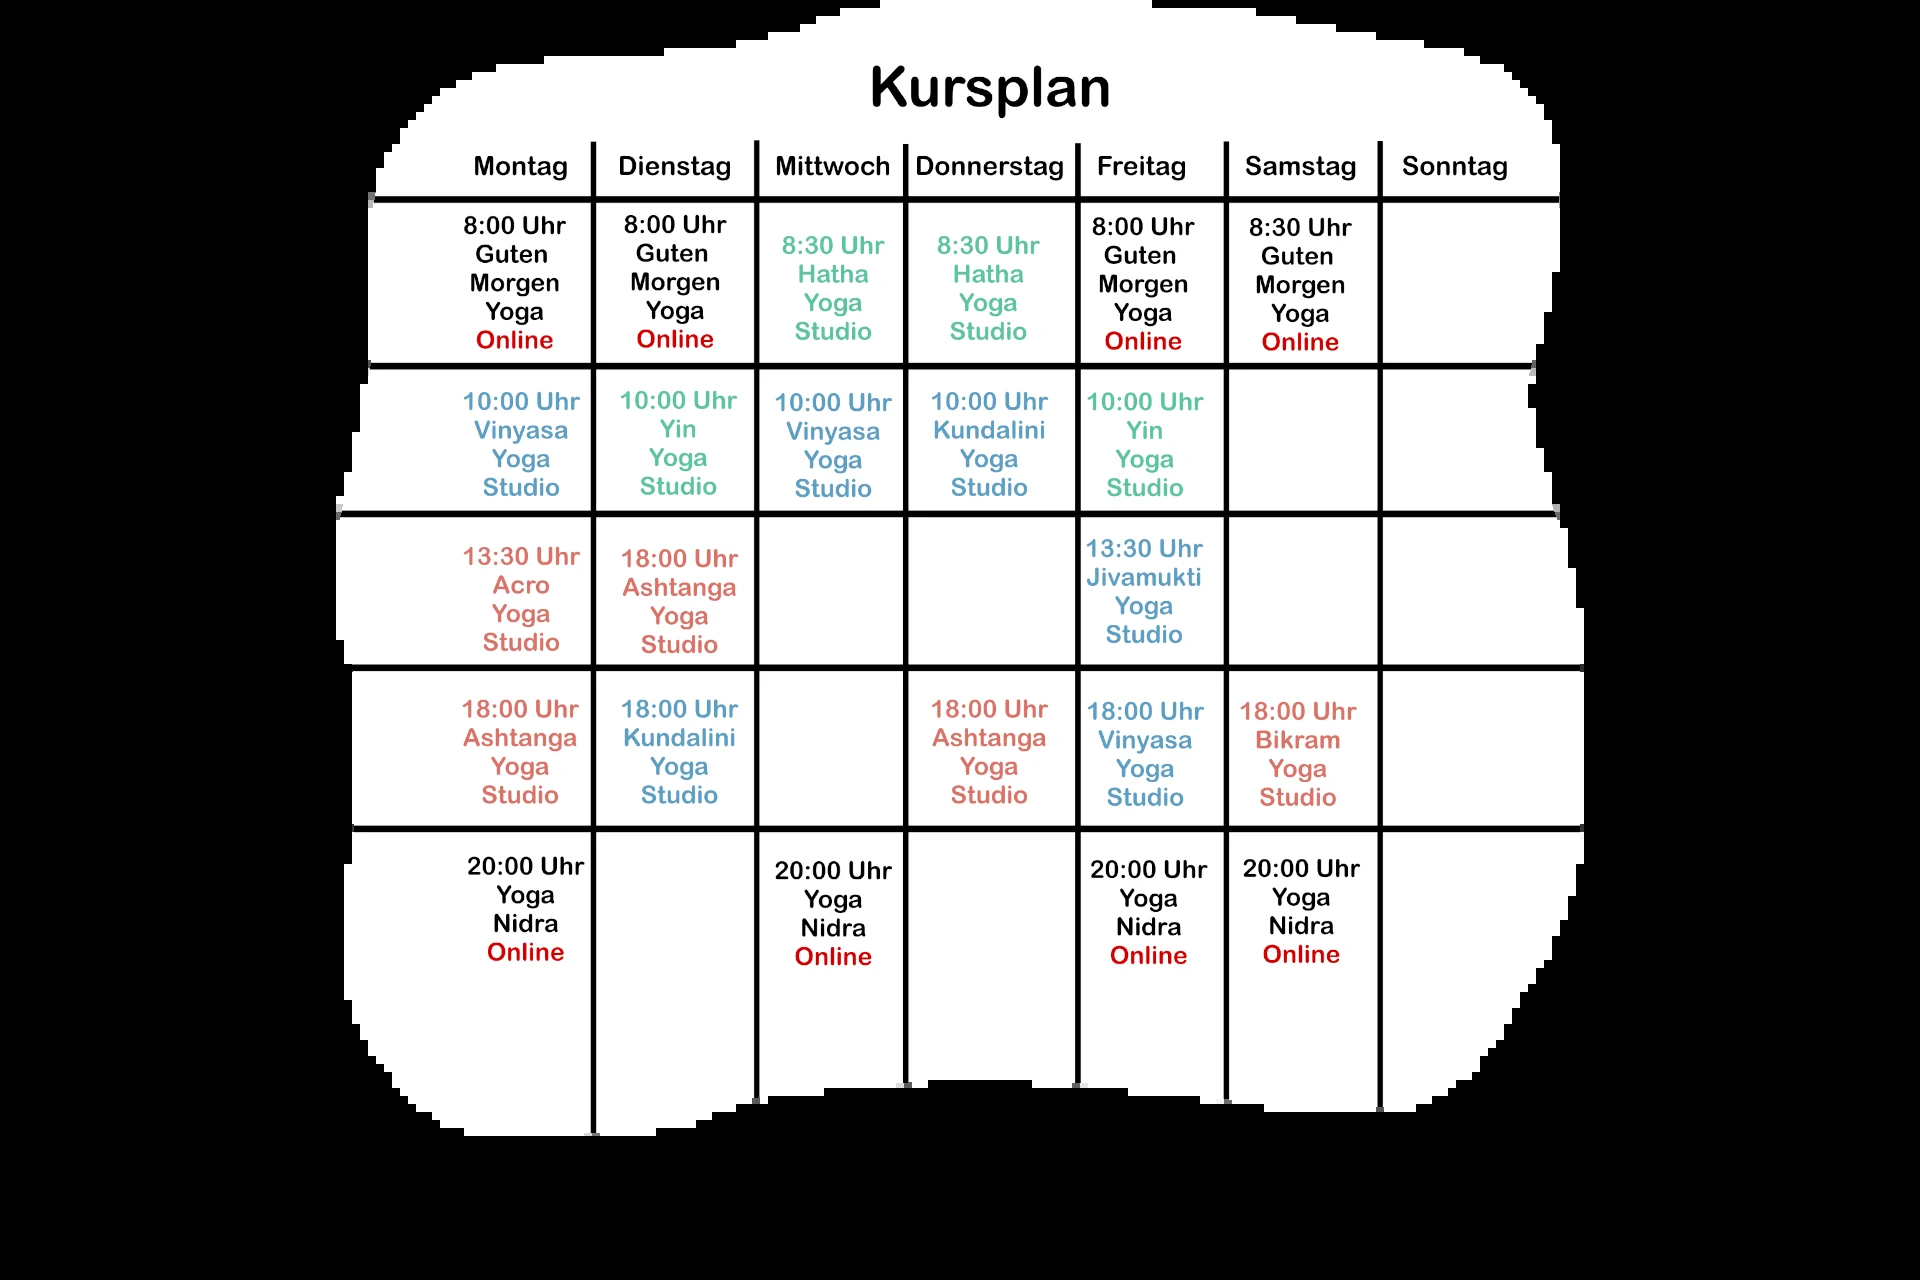 Kursplan
Montag Dienstag Mittwoch Donnerstag Freitag Samstag Sonntag
8:00 Uhr
Guten
Morgen
Yoga
Online
8:00 Uhr
Guten
Morgen
Yoga
Online
8:30 Uhr
Hatha
Yoga
Studio
8:30 Uhr
Hatha
Yoga
Studio
8:00 Uhr
Guten
Morgen
Yoga
Online
8:30 Uhr
Guten
Morgen
Yoga
Online
10:00 Uhr
Vinyasa
Yoga
Studio
10:00 Uhr
Yin
Yoga
Studio
10:00 Uhr
Vinyasa
Yoga
Studio
10:00 Uhr
Kundalini
Yoga
Studio
10:00 Uhr
Yin
Yoga
Studio
13:30 Uhr
Acro
Yoga
Studio
18:00 Uhr
Ashtanga
Yoga
Studio
13:30 Uhr
Jivamukti
Yoga
Studio
18:00 Uhr
Ashtanga
Yoga
Studio
18:00 Uhr
Kundalini
Yoga
Studio
18:00 Uhr
Ashtanga
Yoga
Studio
18:00 Uhr
Vinyasa
Yoga
Studio
18:00 Uhr
Bikram
Yoga
Studio
20:00 Uhr
Yoga
Nidra
Online
20:00 Uhr
Yoga
Nidra
Online
20:00 Uhr
Yoga
Nidra
Online
20:00 Uhr
Yoga
Nidra
Online